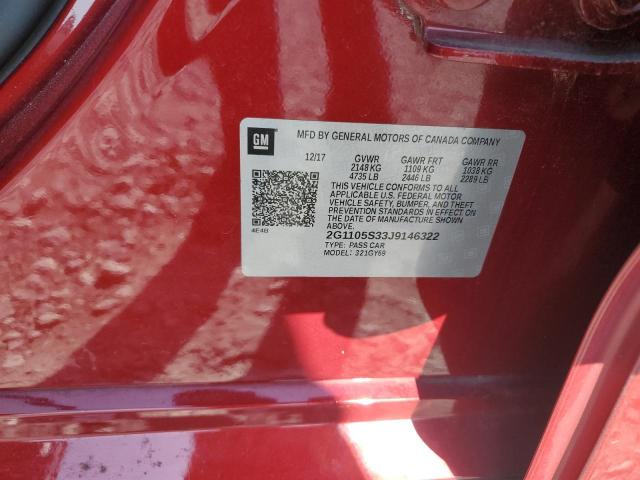 GM
MFD BY GENERAL MOTORS OF CANADA COMPANY
12/17 GVWR GAWR FRT GAWR RR
2148 KG 1109 KG 1038 KG
4735 LB 2446 LB 2289 LB
THIS VEHICLE CONFORMS TO ALL
APPLICABLE U.S. FEDERAL MOTOR
VEHICLE SAFETY, BUMPER, AND THEFT
PREVENTION STANDARDS IN EFFECT ON
THE DATE OF MANUFACTURE SHOWN
ABOVE.
4E4B
2G1105S33J9146322
TYPE: PASS CAR
MODEL: 321GY69